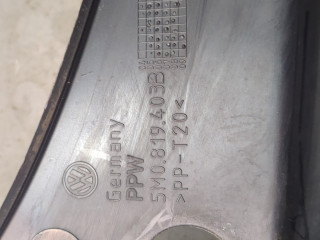 Germany
PPW
5M0.819.403B
>PP-T20<